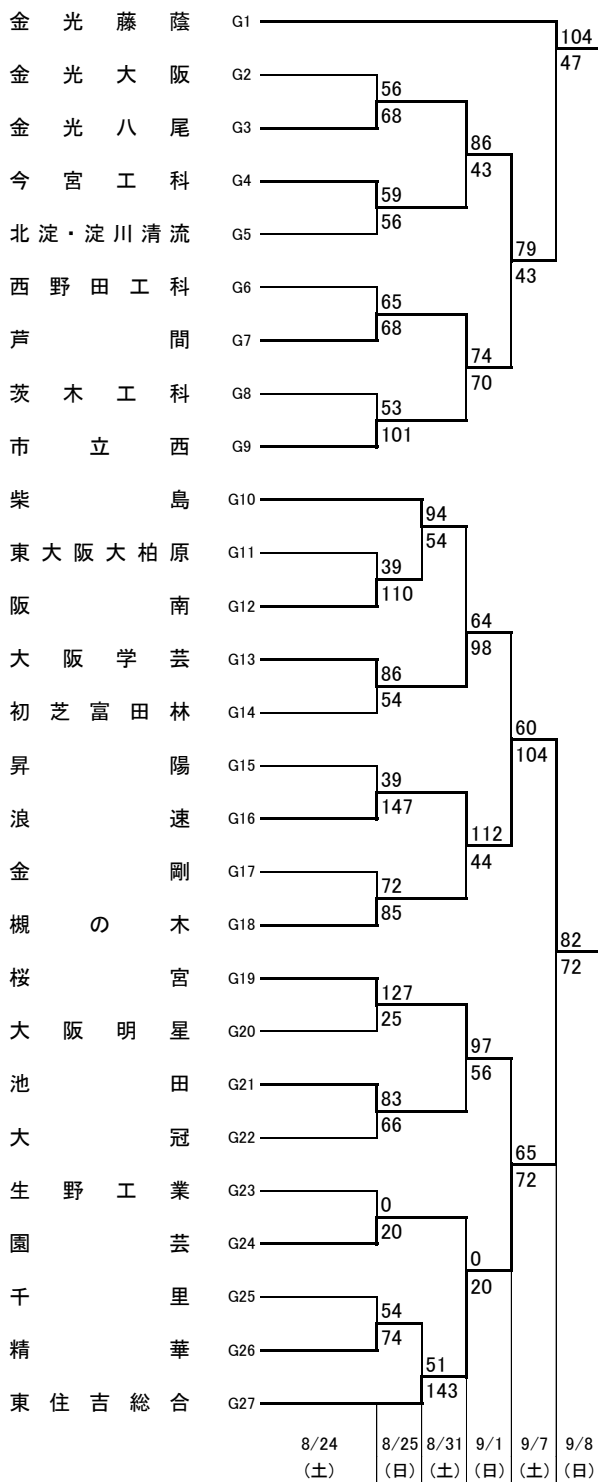 金光藤蔭 G1
104
47
金光大阪 G2
56
68
金光八尾 G3
86
43
今宮工科 G4
59
56
北淀・淀川清流 G5
79
43
西野田工科 G6
65
68
芦間 G7
74
70
茨木工科 G8
53
101
市立西 G9
柴島 G10
94
54
東大阪大柏原 G11
39
110
阪南 G12
64
98
大阪学芸 G13
86
54
初芝富田林 G14
60
104
昇陽 G15
39
147
浪速 G16
112
44
金剛 G17
72
85
槻の木 G18
82
72
桜宮 G19
127
25
大阪明星 G20
97
56
池田 G21
83
66
大冠 G22
65
72
生野工業 G23
0
20
園芸 G24
0
20
千里 G25
54
74
精華 G26
51
143
東住吉総合 G27
8/24 8/25 8/31 9/1 9/7 9/8
(土) (日) (土) (日) (土) (日)